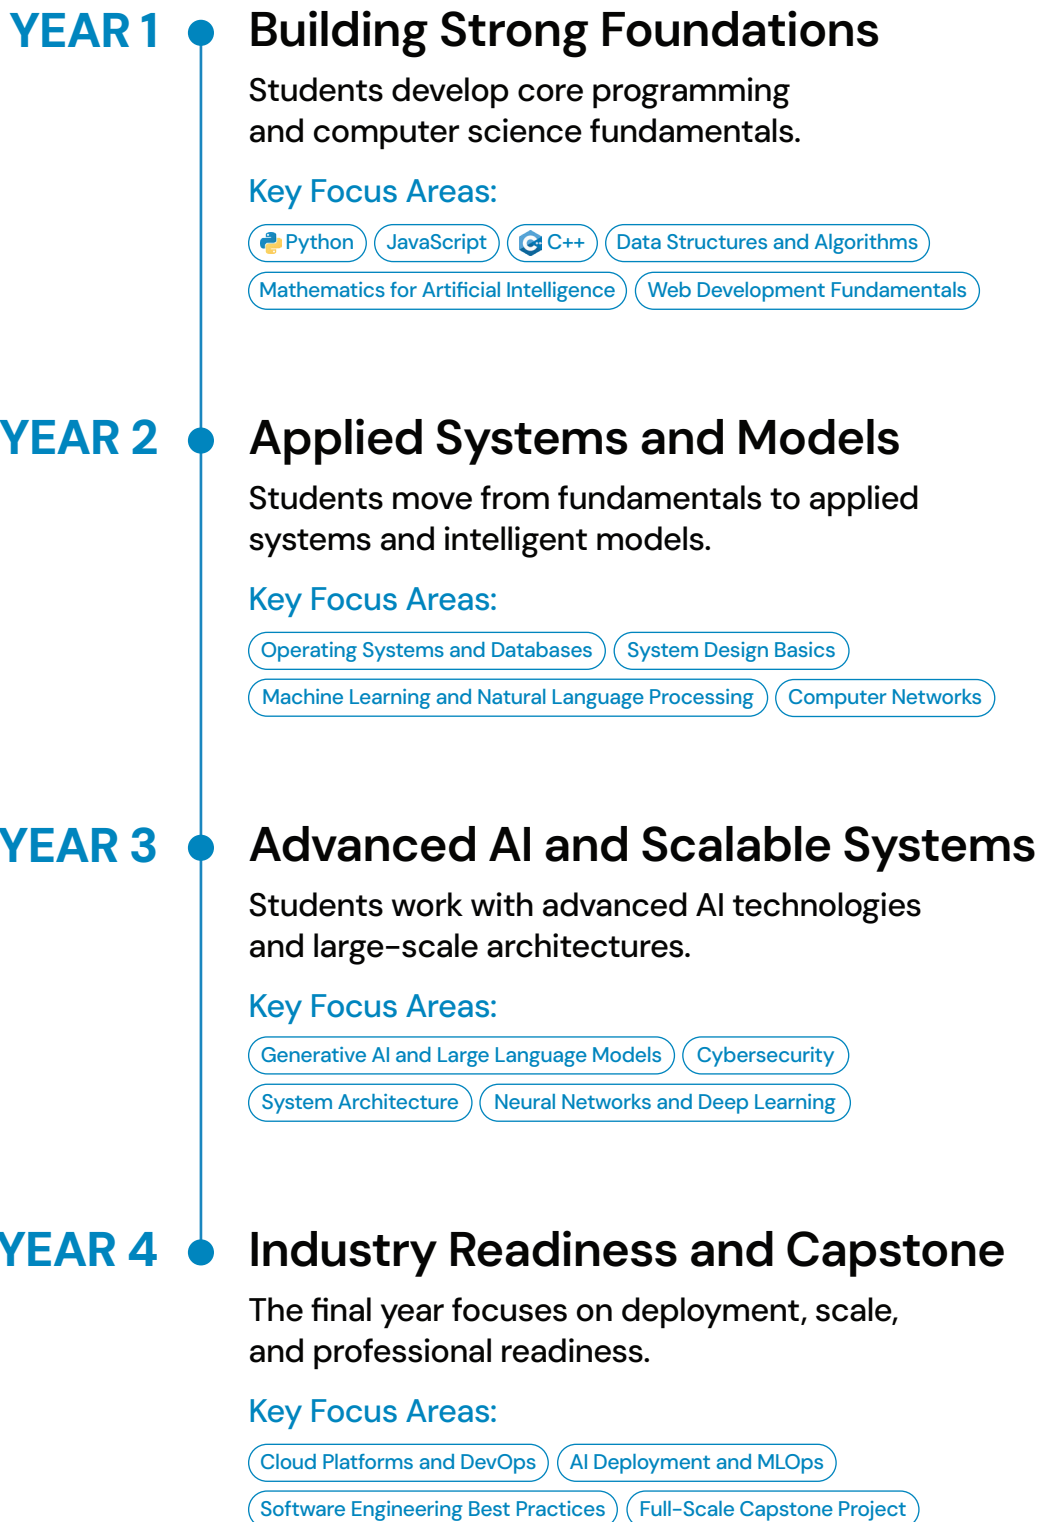 YEAR 1
Building Strong Foundations
Students develop core programming
and computer science fundamentals.
Key Focus Areas:
Python JavaScript C++ Data Structures and Algorithms
Mathematics for Artificial Intelligence Web Development Fundamentals
YEAR 2
Applied Systems and Models
Students move from fundamentals to applied
systems and intelligent models.
Key Focus Areas:
Operating Systems and Databases System Design Basics
Machine Learning and Natural Language Processing Computer Networks
YEAR 3
Advanced AI and Scalable Systems
Students work with advanced AI technologies
and large-scale architectures.
Key Focus Areas:
Generative AI and Large Language Models Cybersecurity
System Architecture Neural Networks and Deep Learning
YEAR 4
Industry Readiness and Capstone
The final year focuses on deployment, scale,
and professional readiness.
Key Focus Areas:
Cloud Platforms and DevOps AI Deployment and MLOps
Software Engineering Best Practices Full-Scale Capstone Project